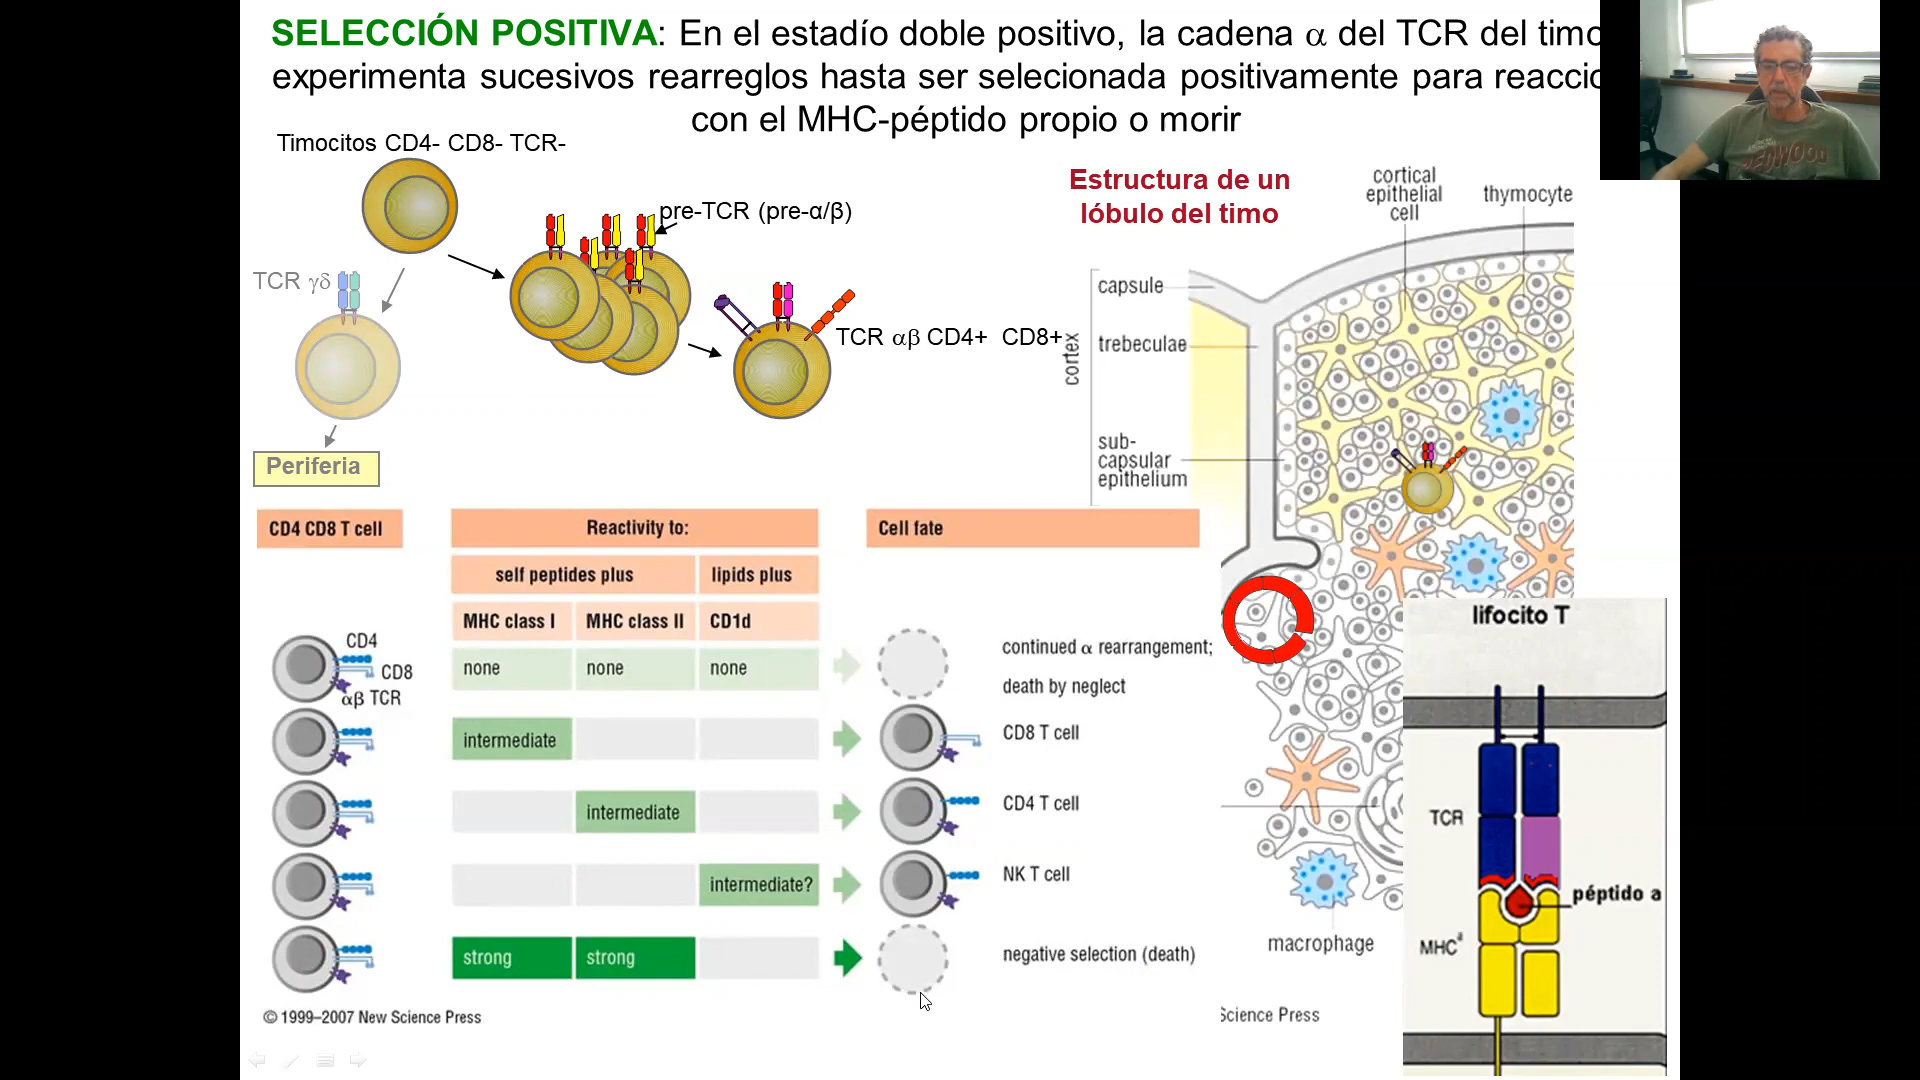 SELECCIÓN POSITIVA: En el estadío doble positivo, la cadena α del TCR del timo
experimenta sucesivos rearreglos hasta ser selecionada positivamente para reaccio
con el MHC-péptido propio o morir
Timocitos CD4- CD8- TCR-
pre-TCR (pre-α/β)
TCR γδ
TCR αβ CD4+ CD8+
Periferia
Estructura de un
lóbulo del timo
cortical
epithelial
cell
thymocyte
capsule
cortex
trebeculae
sub-
capsular
epithelium
CD4 CD8 T cell
Reactivity to:
Cell fate
self peptides plus
lipids plus
MHC class I
MHC class II
CD1d
CD4
CD8
αβ TCR
none
none
none
continued α rearrangement;
death by neglect
intermediate
CD8 T cell
intermediate
CD4 T cell
intermediate?
NK T cell
strong
strong
negative selection (death)
© 1999–2007 New Science Press
macrophage
Science Press
lifocito T
TCR
péptido a
MHCª
REDWOOD